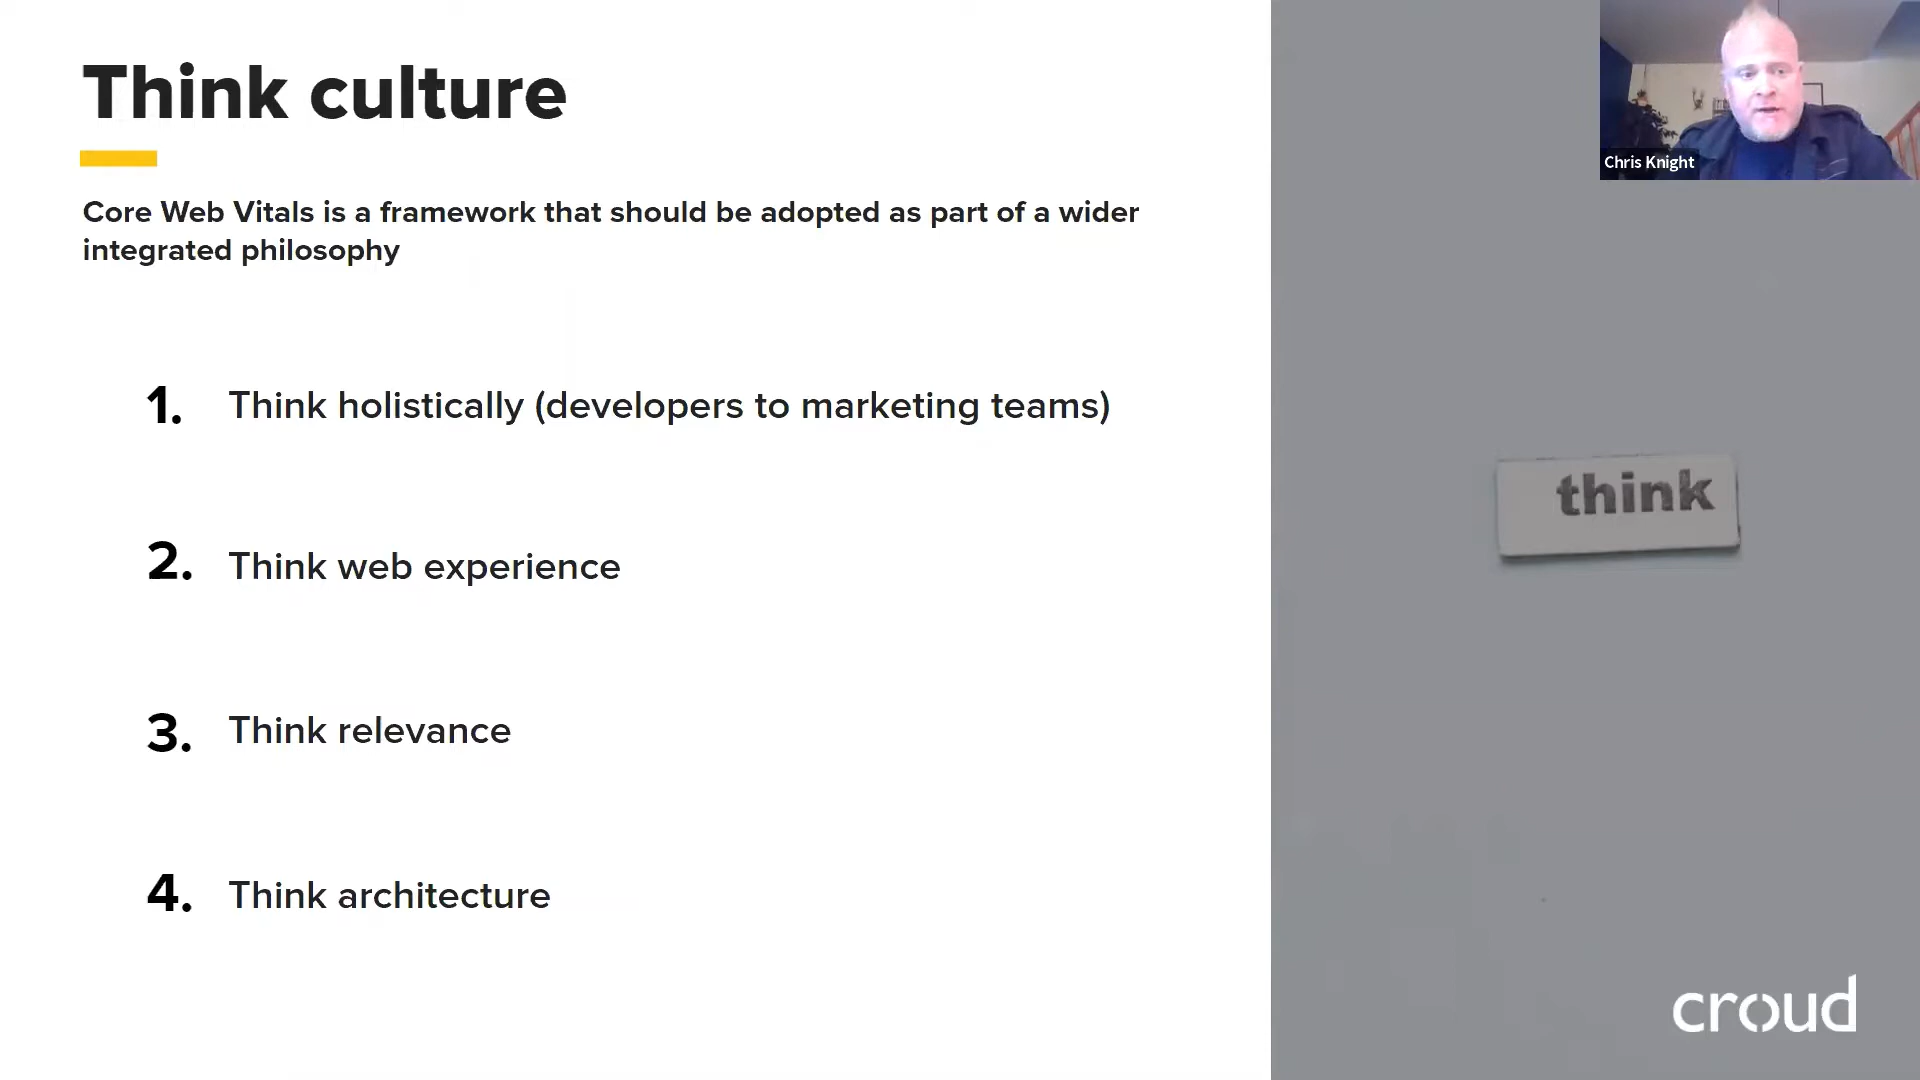 Think culture
Core Web Vitals is a framework that should be adopted as part of a wider
integrated philosophy
1. Think holistically (developers to marketing teams)
2. Think web experience
3. Think relevance
4. Think architecture
Chris Knight
think
croud